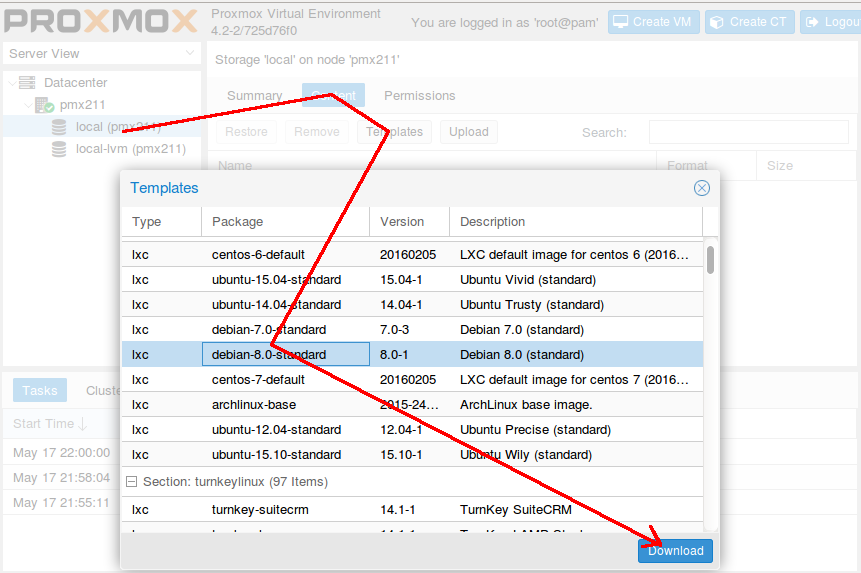 PROXMOX Proxmox Virtual Environment
4.2-2/725d76f0
You are logged in as 'root@pam' Create VM Create CT Logou
Server View
Storage 'local' on node 'pmx211'
Datacenter
pmx211
local (pmx211)
local-lvm (pmx211)
Summary Content Permissions
Restore Remove Templates Upload Search:
Name Format Size
Templates
Type Package Version Description
lxc centos-6-default 20160205 LXC default image for centos 6 (2016...
lxc ubuntu-15.04-standard 15.04-1 Ubuntu Vivid (standard)
lxc ubuntu-14.04-standard 14.04-1 Ubuntu Trusty (standard)
lxc debian-7.0-standard 7.0-3 Debian 7.0 (standard)
lxc debian-8.0-standard 8.0-1 Debian 8.0 (standard)
lxc centos-7-default 20160205 LXC default image for centos 7 (2016...
lxc archlinux-base 2015-24... ArchLinux base image.
lxc ubuntu-12.04-standard 12.04-1 Ubuntu Precise (standard)
lxc ubuntu-15.10-standard 15.10-1 Ubuntu Wily (standard)
Section: turnkeylinux (97 Items)
lxc turnkey-suitecrm 14.1-1 TurnKey SuiteCRM
Download
Tasks Cluste
Start Time
May 17 22:00:00
May 17 21:58:04
May 17 21:55:11